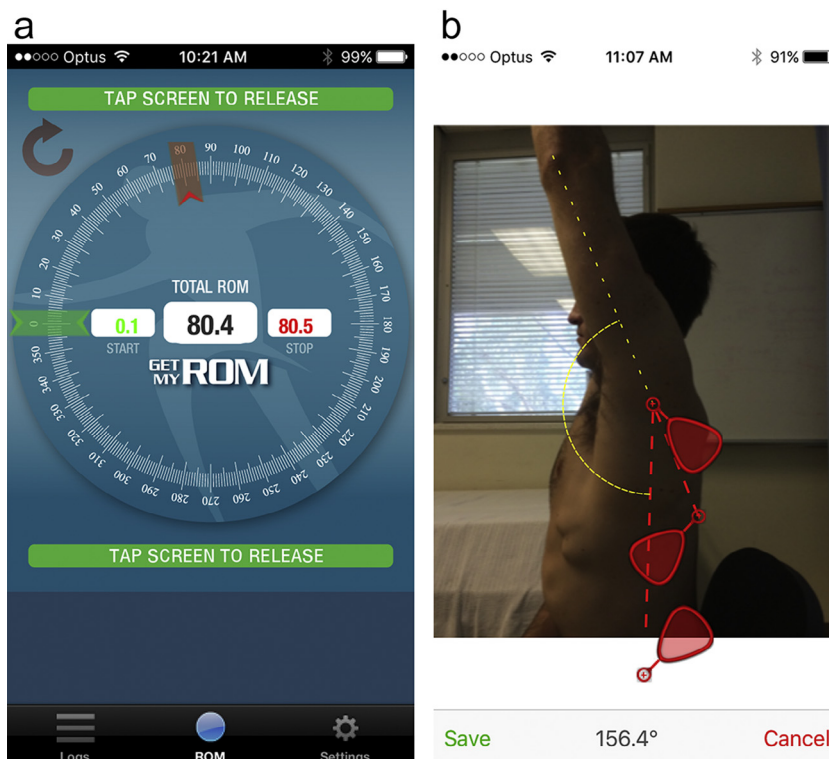 a
Optus
10:21 AM
99%
TAP SCREEN TO RELEASE
0
10
20
30
40
50
60
70
80
90
100
110
120
130
140
150
160
170
180
190
200
210
220
230
240
250
260
270
280
290
300
310
320
330
340
350
TOTAL ROM
0.1
80.4
80.5
START
STOP
GET MY ROM
TAP SCREEN TO RELEASE
Logs
ROM
Settings
b
Optus
11:07 AM
91%
Save
156.4°
Cancel